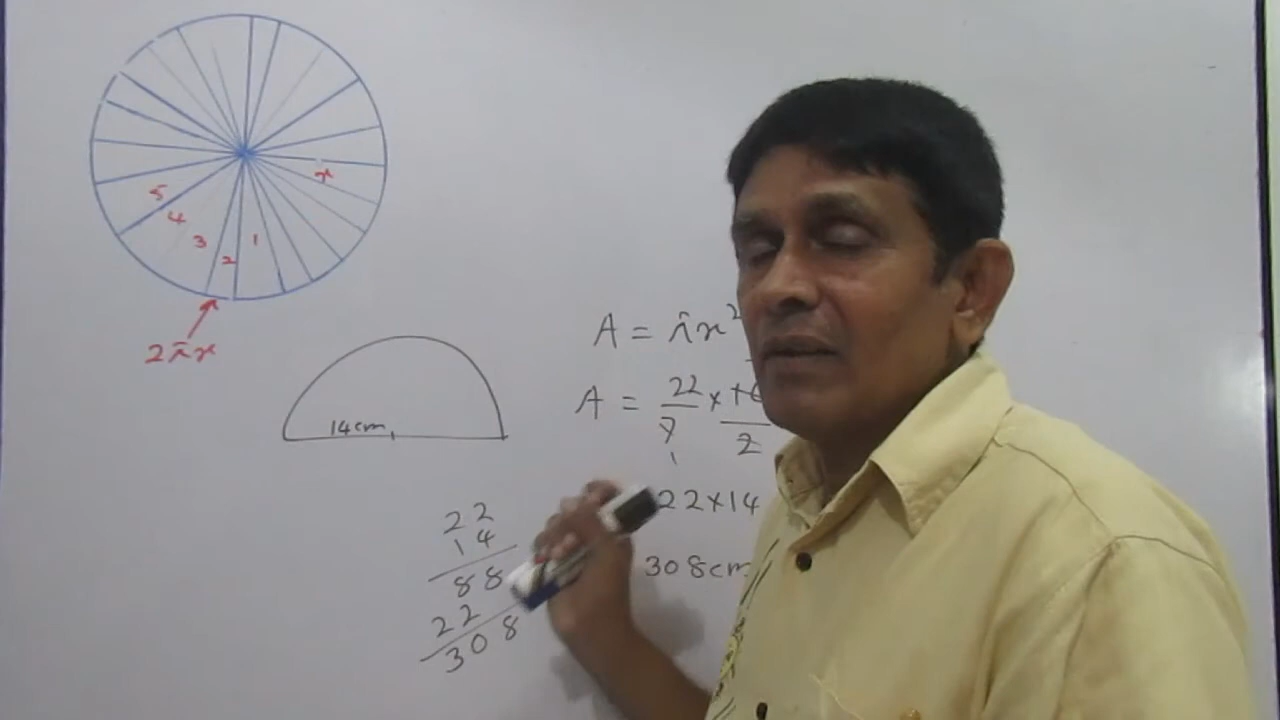 r
5
4
3
2
1
2πr
14cm
A = πr²
A = 22 ×
7
2
1
22×14
308cm
22
14
88
22
308